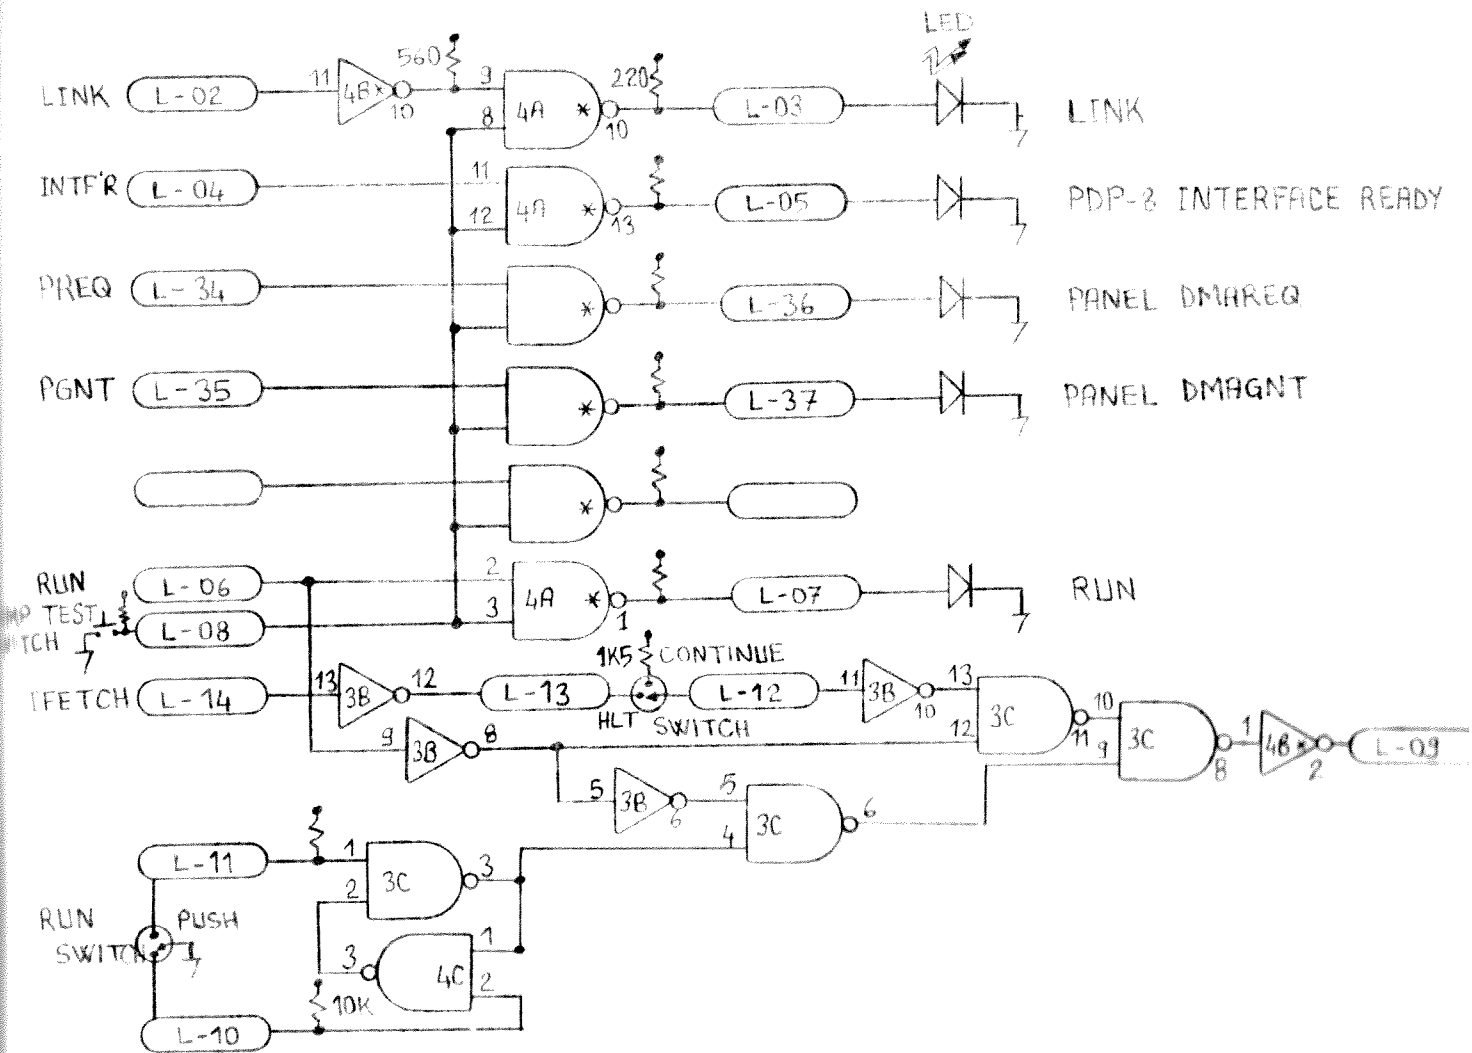 LED
560
LINK L-02 11 4B* 10 9 8 4A * 10 220 L-03 LINK
INTF'R L-04 11 12 4A * 13 L-05 PDP-8 INTERFACE READY
PREQ L-34 * L-36 PANEL DMAREQ
PGNT L-35 * L-37 PANEL DMAGNT
*
RUN L-06 2 3 4A * 1 L-07 RUN
TEST L-08
1K5 CONTINUE
IFETCH L-14 13 3B 12 L-13 L-12 11 3B 10 13 12 3C 11
HLT SWITCH
10 9 3C 8 1 4B* 2 L-09
9 3B 8
5 3B 6 5 4 3C 6
L-11 1 2 3C 3
RUN PUSH
SWITCH
3 4C 1 2
10K
L-10